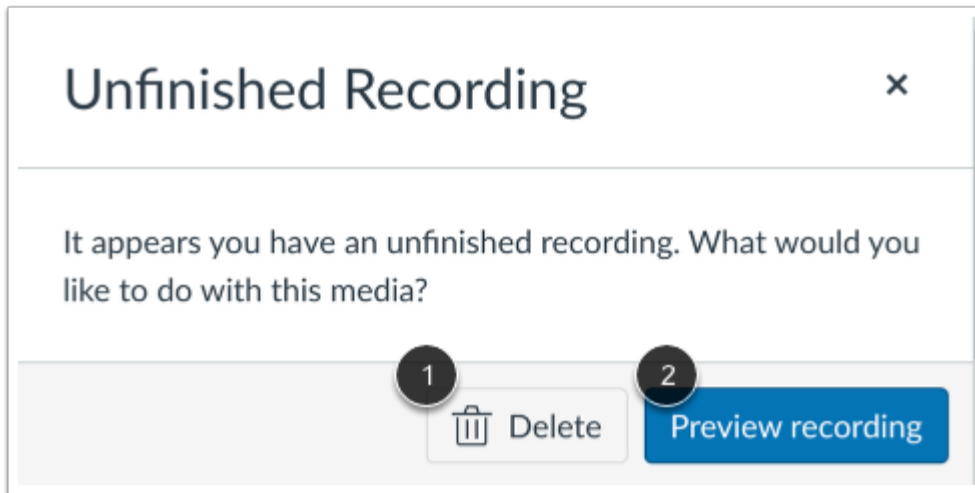 Unfinished Recording ×
It appears you have an unfinished recording. What would you
like to do with this media?
1 2
Delete Preview recording